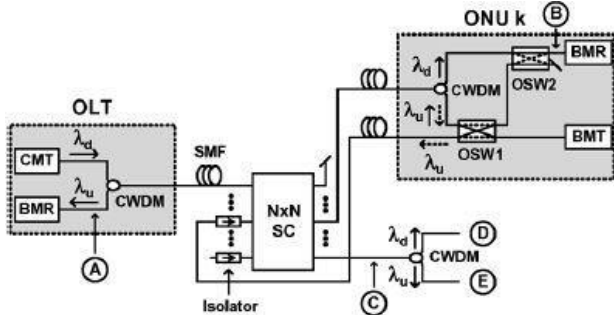 ONU k
B
BMR
λd
OSW2
CWDM
λu
OLT
λd
SMF
OSW1
BMT
λu
CMT
λu
BMR
CWDM
NxN
SC
A
λd
D
CWDM
λu
E
Isolator
C